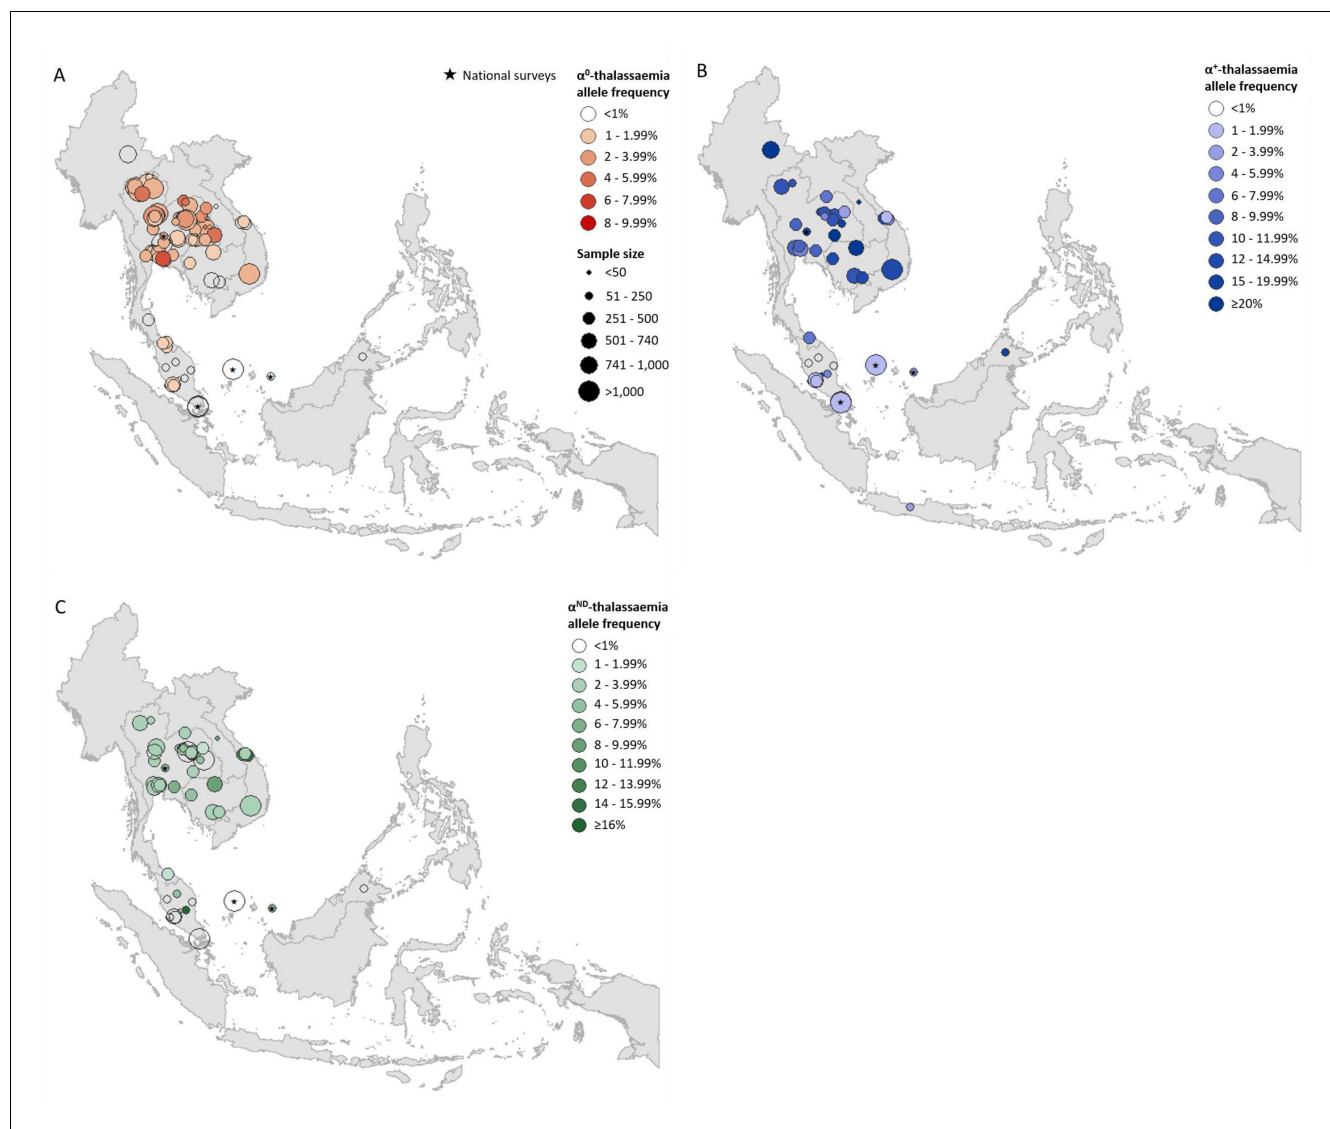 A
★ National surveys
α⁰-thalassaemia
allele frequency
<1%
1 - 1.99%
2 - 3.99%
4 - 5.99%
6 - 7.99%
8 - 9.99%
Sample size
<50
51 - 250
251 - 500
501 - 740
741 - 1,000
>1,000
B
α⁺-thalassaemia
allele frequency
<1%
1 - 1.99%
2 - 3.99%
4 - 5.99%
6 - 7.99%
8 - 9.99%
10 - 11.99%
12 - 14.99%
15 - 19.99%
≥20%
C
αᴺᴰ-thalassaemia
allele frequency
<1%
1 - 1.99%
2 - 3.99%
4 - 5.99%
6 - 7.99%
8 - 9.99%
10 - 11.99%
12 - 13.99%
14 - 15.99%
≥16%